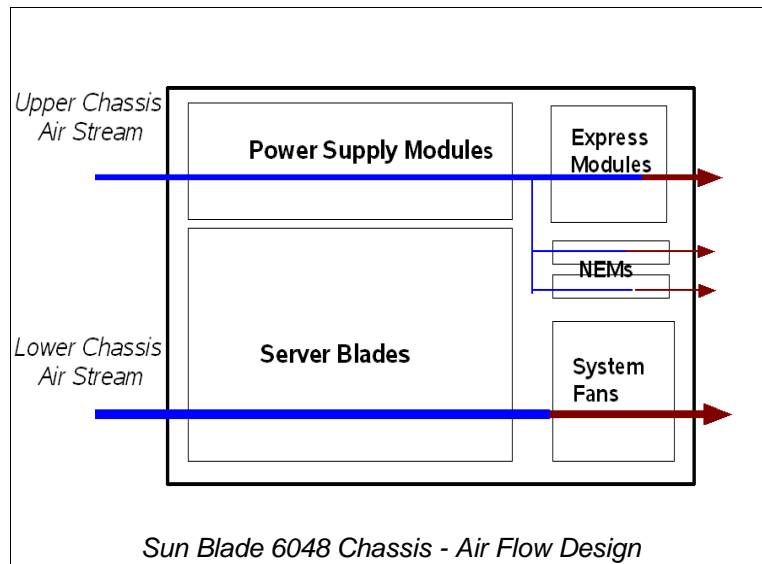 Upper Chassis
Air Stream
Power Supply Modules
Express
Modules
NEMs
Lower Chassis
Air Stream
Server Blades
System
Fans
Sun Blade 6048 Chassis - Air Flow Design